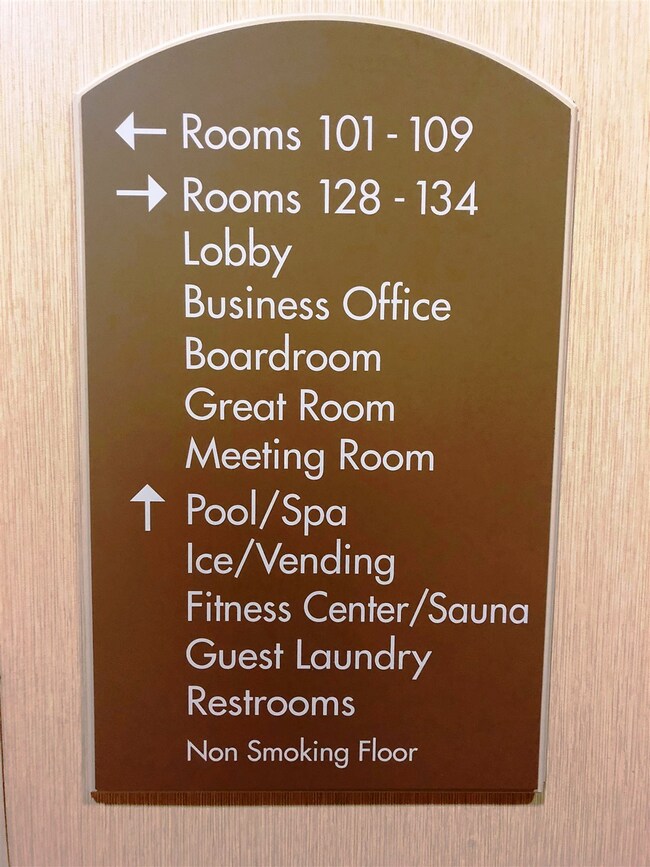 ← Rooms 101 - 109
→ Rooms 128 - 134
Lobby
Business Office
Boardroom
Great Room
Meeting Room
↑ Pool/Spa
Ice/Vending
Fitness Center/Sauna
Guest Laundry
Restrooms
Non Smoking Floor